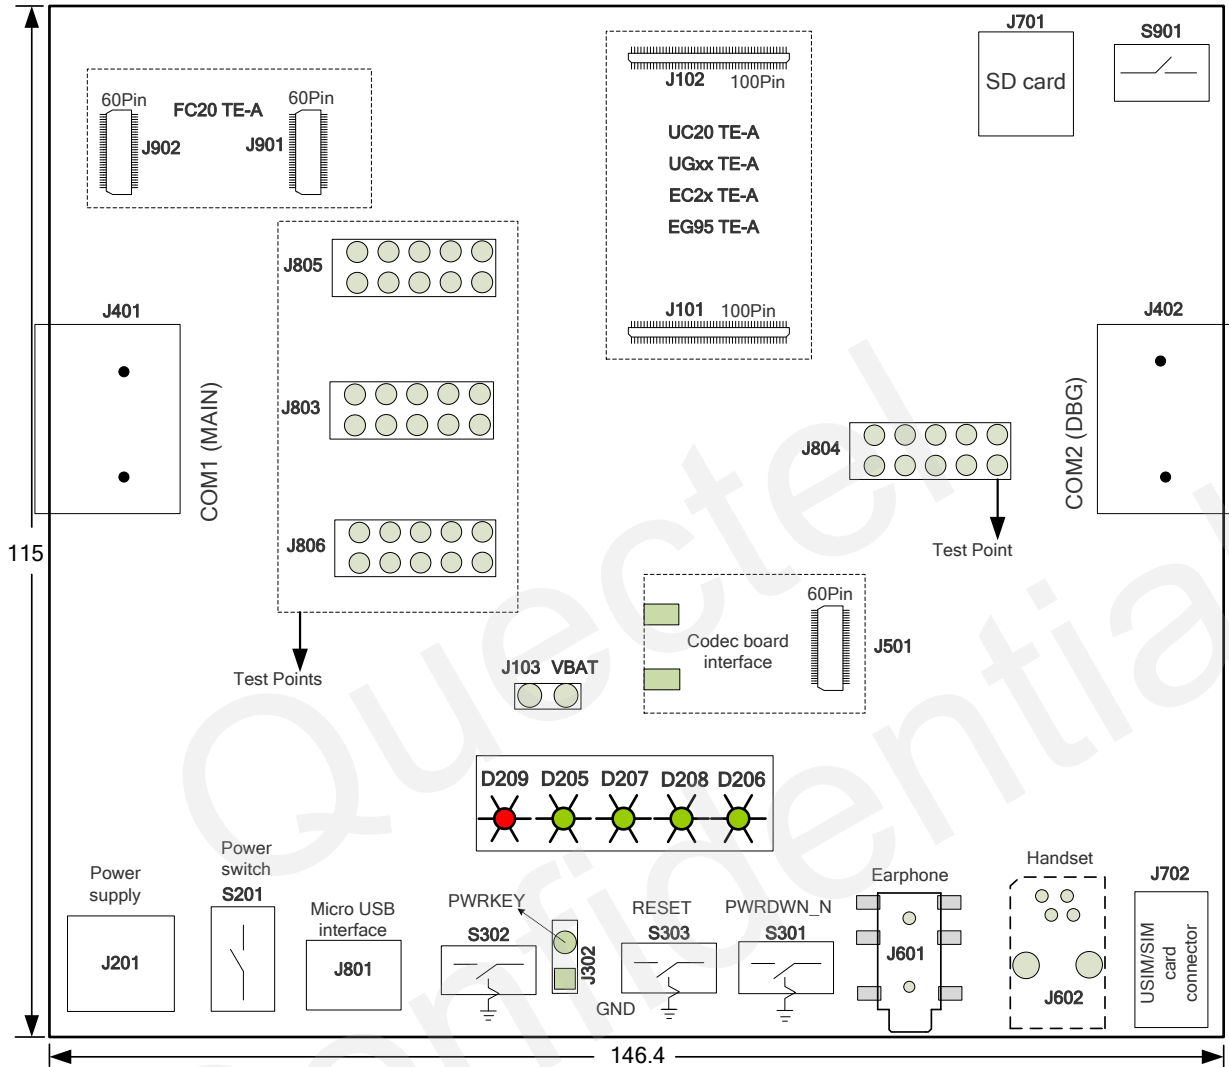 J701
S901
SD card
J102
100Pin
60Pin
FC20 TE-A
60Pin
J902
J901
UC20 TE-A
UGxx TE-A
EC2x TE-A
EG95 TE-A
J805
J401
J101
100Pin
J402
COM1 (MAIN)
J803
J804
COM2 (DBG)
J806
Test Point
115
60Pin
Codec board
interface
J501
Test Points
J103
VBAT
D209
D205
D207
D208
D206
Power
supply
Power
switch
S201
Micro USB
interface
PWRKEY
S302
J302
GND
RESET
S303
PWRDWN_N
S301
Earphone
Handset
J702
J201
J801
J601
J602
USIM/SIM
card
connector
146.4
Quectel
Confidential